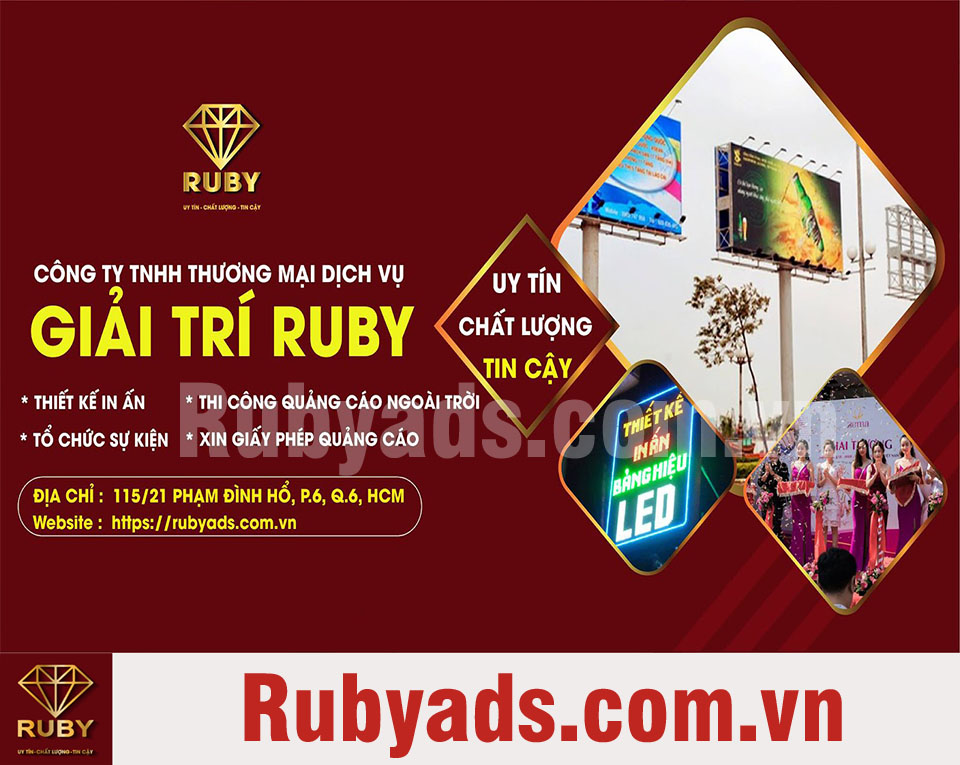 RUBY
UY TÍN - CHẤT LƯỢNG - TIN CẬY
CÔNG TY TNHH THƯƠNG MẠI DỊCH VỤ
GIẢI TRÍ RUBY
* THIẾT KẾ IN ẤN
* THI CÔNG QUẢNG CÁO NGOÀI TRỜI
* TỔ CHỨC SỰ KIỆN
* XIN GIẤY PHÉP QUẢNG CÁO
ĐỊA CHỈ : 115/21 PHẠM ĐÌNH HỔ, P.6, Q.6, HCM
Website : https://rubyads.com.vn
UY TÍN
CHẤT LƯỢNG
TIN CẬY
THIẾT KẾ
IN ẤN
BẢNG HIỆU
LED
Rubyads.com.vn
RUBY
UY TÍN - CHẤT LƯỢNG - TIN CẬY
Rubyads.com.vn